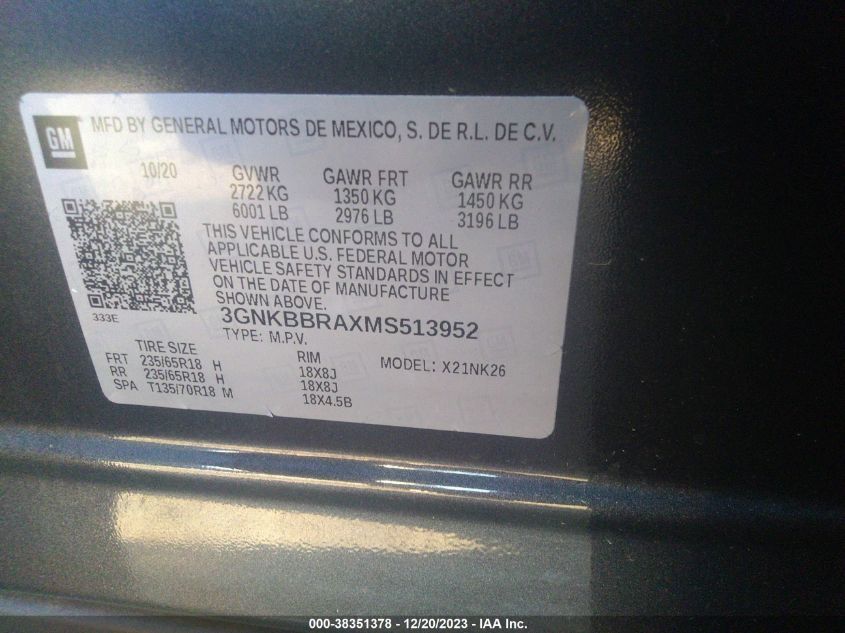 GM
MFD BY GENERAL MOTORS DE MEXICO, S. DE R.L. DE C.V.
10/20 GVWR GAWR FRT GAWR RR
2722 KG 1350 KG 1450 KG
6001 LB 2976 LB 3196 LB
THIS VEHICLE CONFORMS TO ALL
APPLICABLE U.S. FEDERAL MOTOR
VEHICLE SAFETY STANDARDS IN EFFECT
ON THE DATE OF MANUFACTURE
SHOWN ABOVE.
333E
3GNKBBRAXMS513952
TYPE: M.P.V.
TIRE SIZE RIM MODEL: X21NK26
FRT 235/65R18 H 18X8J
RR 235/65R18 H 18X8J
SPA T135/70R18 M 18X4.5B
000-38351378 - 12/20/2023 - IAA Inc.